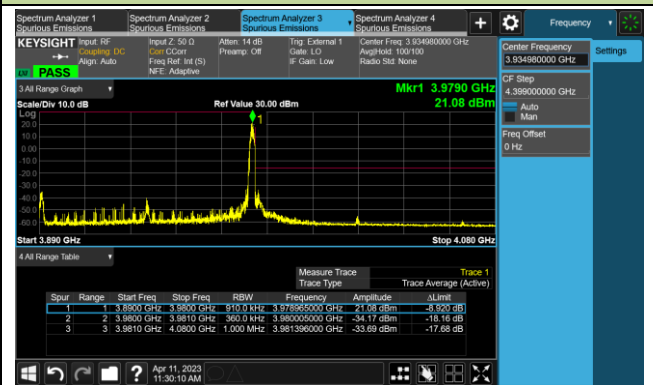 Spectrum Analyzer 1
Spurious Emissions
Spectrum Analyzer 2
Spurious Emissions
Spectrum Analyzer 3
Spurious Emissions
Spectrum Analyzer 4
Spurious Emissions
+
Frequency
KEYSIGHT
Input: RF
Coupling: DC
Align: Auto
Input Z: 50 Ω
Corr CCorr
Freq Ref: Int (S)
NFE: Adaptive
Atten: 14 dB
Preamp: Off
Trig: External 1
Gate: LO
IF Gain: Low
Center Freq: 3.934980000 GHz
Avg|Hold: 100/100
Radio Std: None
PASS
Center Frequency
3.934980000 GHz
Settings
CF Step
4.399000000 GHz
Auto
Man
Freq Offset
0 Hz
3 All Range Graph
Mkr1 3.9790 GHz
Scale/Div 10.0 dB
Ref Value 30.00 dBm
21.08 dBm
Log
1
20.0
10.0
0.00
-10.0
-20.0
-30.0
-40.0
-50.0
-60.0
Start 3.890 GHz
Stop 4.080 GHz
4 All Range Table
Measure Trace
Trace 1
Trace Type
Trace Average (Active)
Spur Range Start Freq Stop Freq RBW Frequency Amplitude ΔLimit
1 1 3.8900 GHz 3.9800 GHz 910.0 kHz 3.978965000 GHz 21.08 dBm -8.920 dB
2 2 3.9800 GHz 3.9810 GHz 360.0 kHz 3.980005000 GHz -34.17 dBm -18.16 dB
3 3 3.9810 GHz 4.0800 GHz 1.000 MHz 3.981396000 GHz -33.69 dBm -17.68 dB
?
Apr 11, 2023
11:30:10 AM